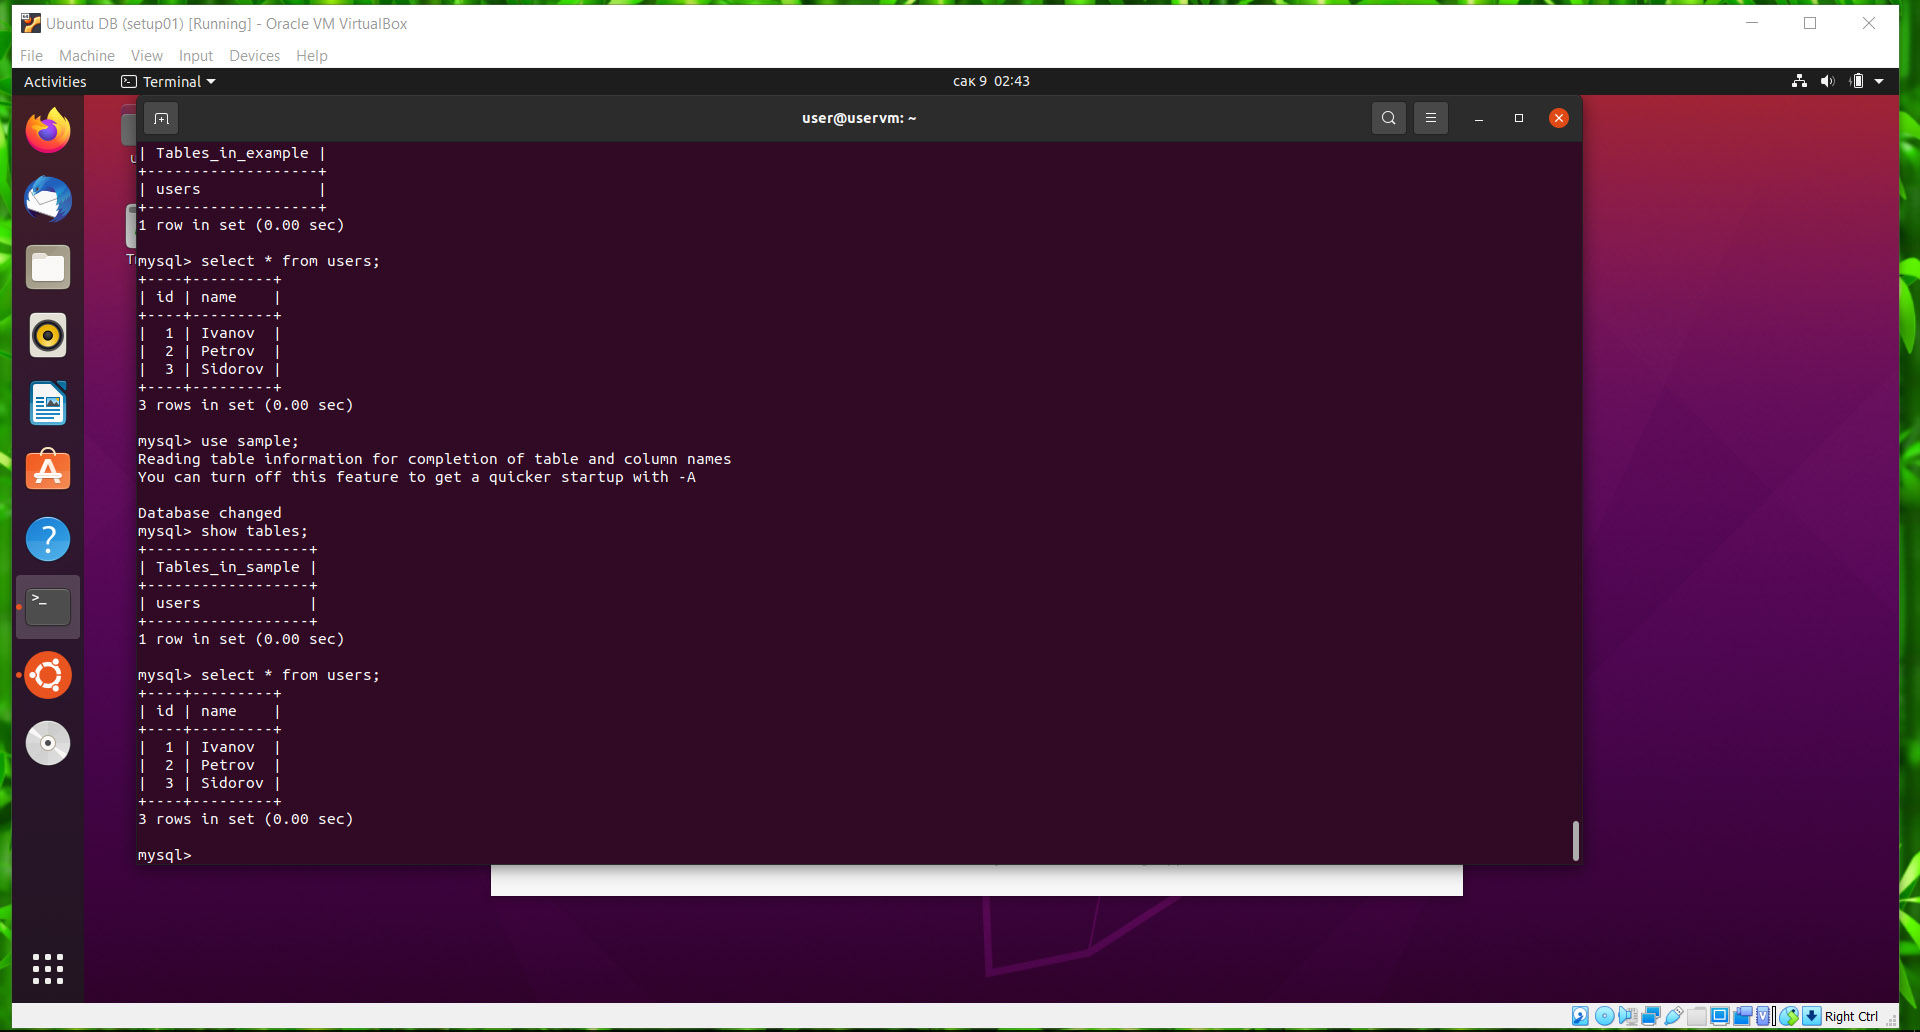 Ubuntu DB (setup01) [Running] - Oracle VM VirtualBox
File Machine View Input Devices Help
Activities Terminal сак 9 02:43
user@uservm: ~
| Tables_in_example |
+-------------------+
| users             |
+-------------------+
1 row in set (0.00 sec)
mysql> select * from users;
+----+---------+
| id | name    |
+----+---------+
|  1 | Ivanov  |
|  2 | Petrov  |
|  3 | Sidorov |
+----+---------+
3 rows in set (0.00 sec)
mysql> use sample;
Reading table information for completion of table and column names
You can turn off this feature to get a quicker startup with -A
Database changed
mysql> show tables;
+------------------+
| Tables_in_sample |
+------------------+
| users            |
+------------------+
1 row in set (0.00 sec)
mysql> select * from users;
+----+---------+
| id | name    |
+----+---------+
|  1 | Ivanov  |
|  2 | Petrov  |
|  3 | Sidorov |
+----+---------+
3 rows in set (0.00 sec)
mysql>
Right Ctrl